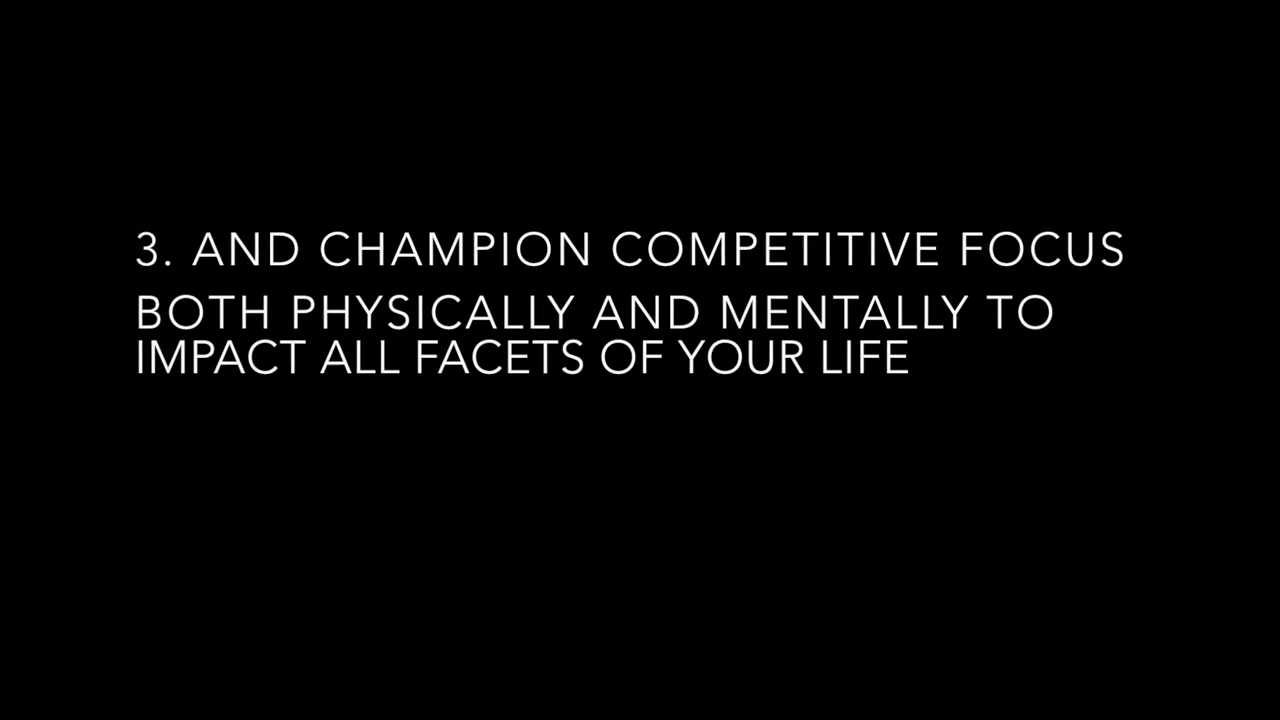 3. AND CHAMPION COMPETITIVE FOCUS
BOTH PHYSICALLY AND MENTALLY TO
IMPACT ALL FACETS OF YOUR LIFE